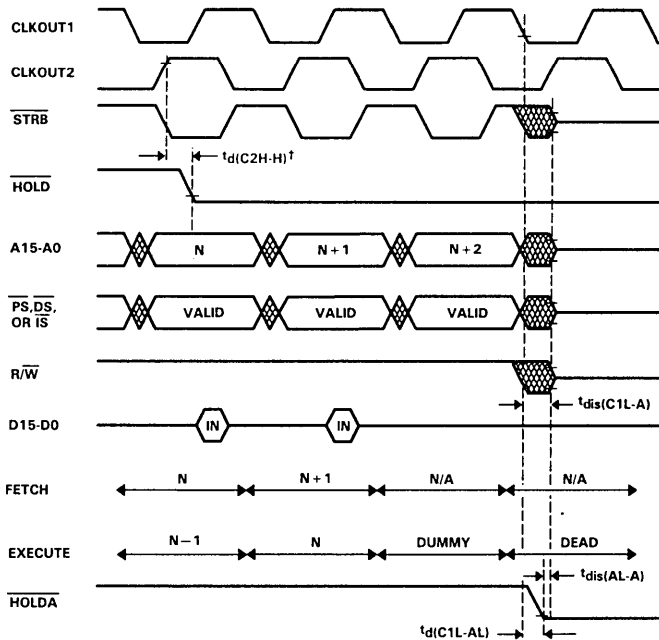 CLKOUT1
CLKOUT2
STRB
td(C2H-H)†
HOLD
A15-A0 N N + 1 N + 2
PS,DS,
OR IS VALID VALID VALID
R/W
tdis(C1L-A)
D15-D0 IN IN
FETCH N N + 1 N/A N/A
EXECUTE N−1 N DUMMY DEAD
tdis(AL-A)
HOLDA
td(C1L-AL)